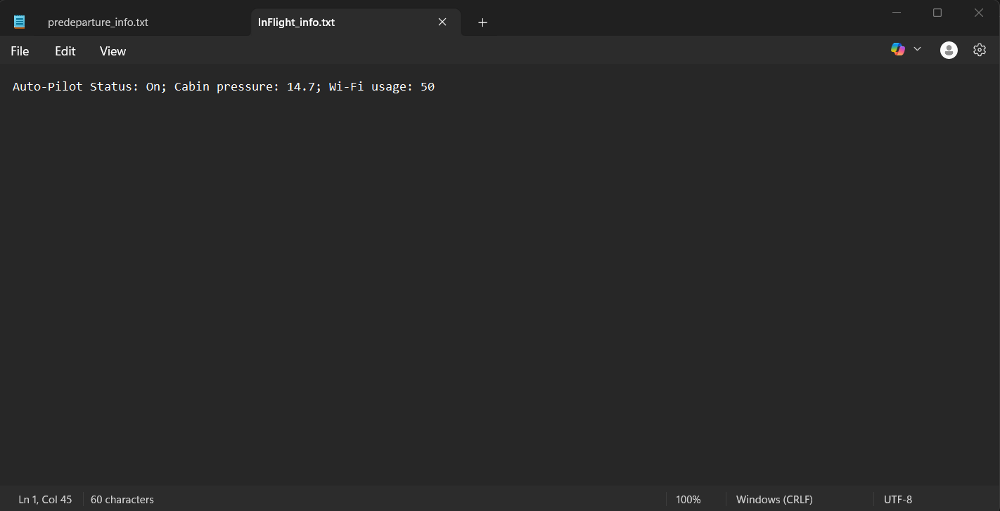 predeparture_info.txt InFlight_info.txt
File Edit View
Auto-Pilot Status: On; Cabin pressure: 14.7; Wi-Fi usage: 50
Ln 1, Col 45 60 characters 100% Windows (CRLF) UTF-8